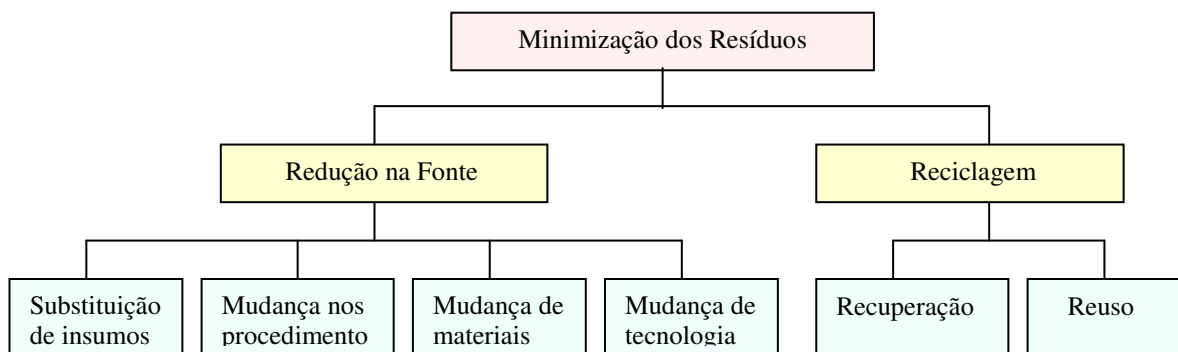 Minimização dos Resíduos
Redução na Fonte
Reciclagem
Substituição
de insumos
Mudança nos
procedimento
Mudança de
materiais
Mudança de
tecnologia
Recuperação
Reuso